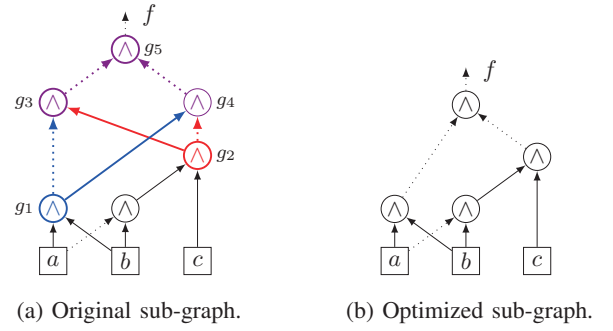 f f
∧ g5
g3 ∧ ∧ g4 ∧
∧ g2 ∧
g1 ∧ ∧ ∧ ∧
a b c a b c
(a) Original sub-graph. (b) Optimized sub-graph.